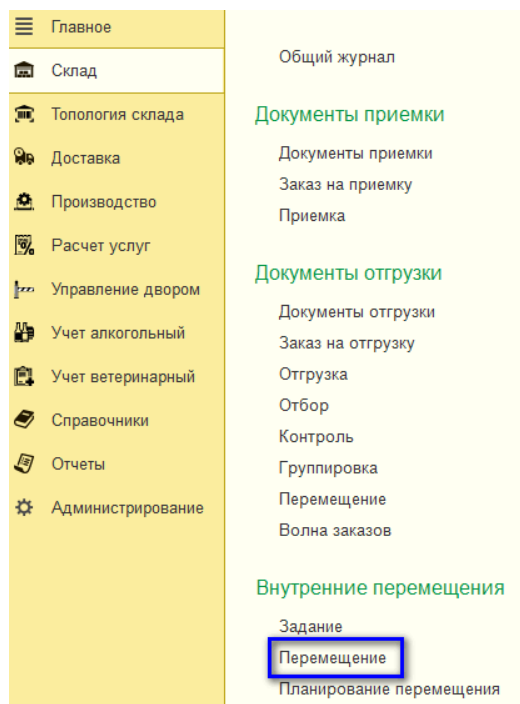 Главное
Склад
Топология склада
Доставка
Производство
Расчет услуг
Управление двором
Учет алкогольный
Учет ветеринарный
Справочники
Отчеты
Администрирование
Общий журнал
Документы приемки
Документы приемки
Заказ на приемку
Приемка
Документы отгрузки
Документы отгрузки
Заказ на отгрузку
Отгрузка
Отбор
Контроль
Группировка
Перемещение
Волна заказов
Внутренние перемещения
Задание
Перемещение
Планирование перемещения